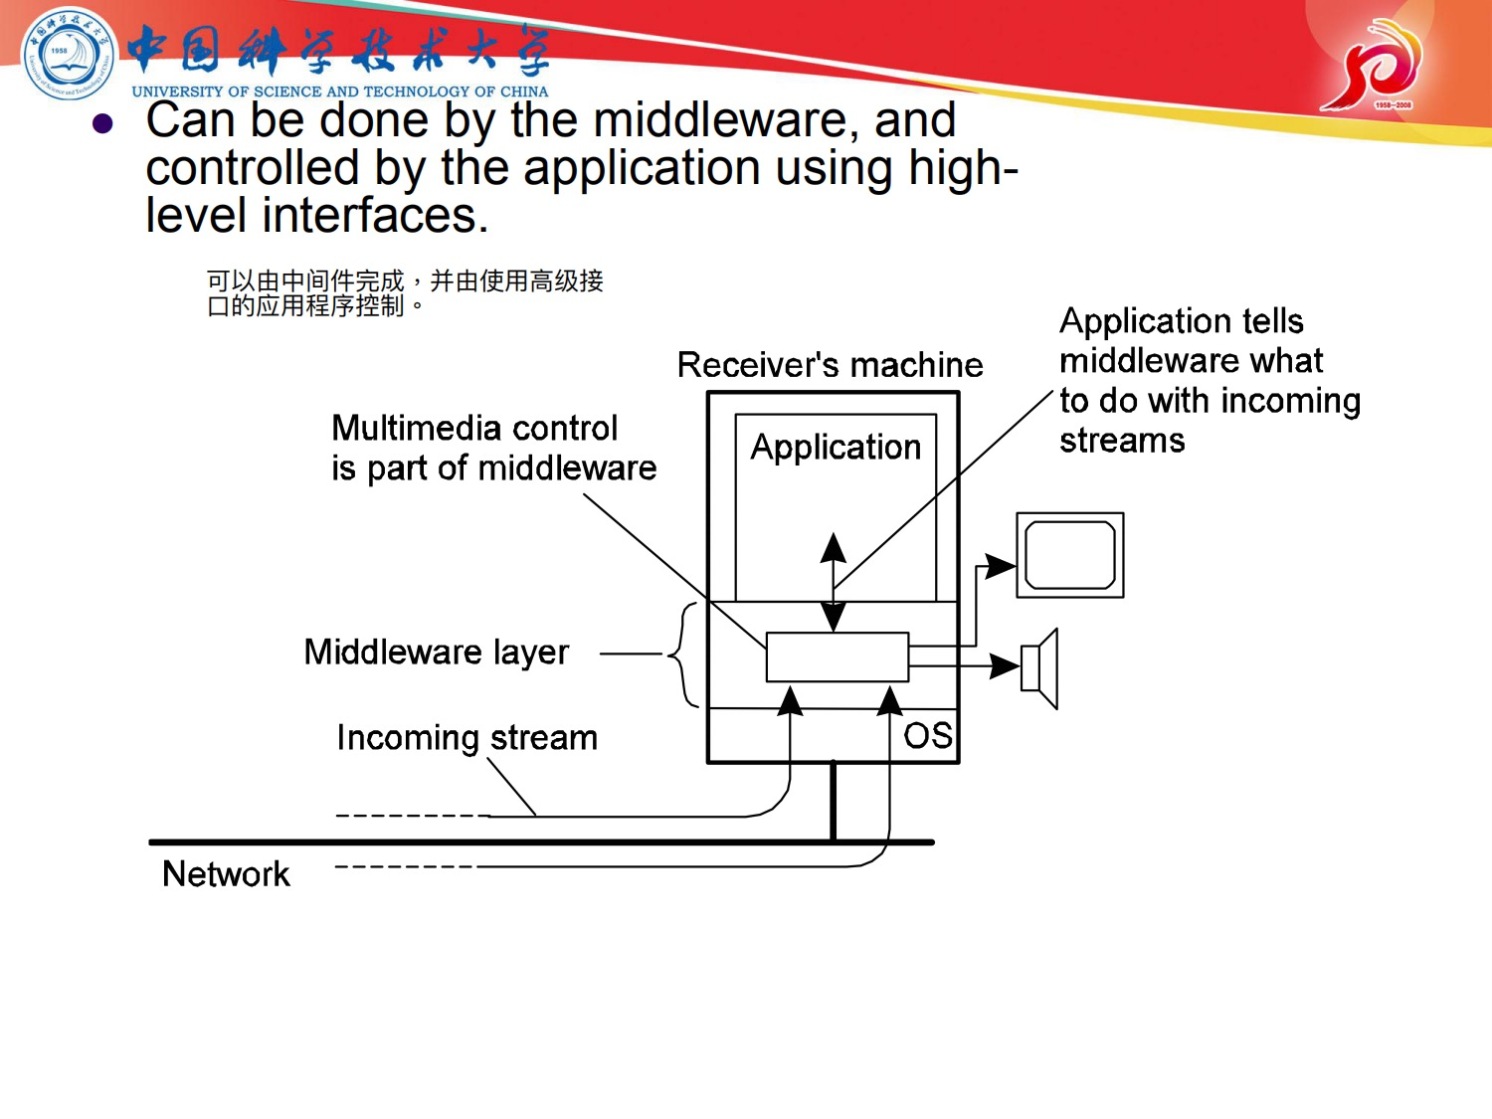 中国科学技术大学
UNIVERSITY OF SCIENCE AND TECHNOLOGY OF CHINA
1958
1958-2008
Can be done by the middleware, and
controlled by the application using high-
level interfaces.
可以由中间件完成，并由使用高级接
口的应用程序控制。
Application tells
middleware what
to do with incoming
streams
Receiver's machine
Multimedia control
is part of middleware
Application
Middleware layer
Incoming stream
OS
Network